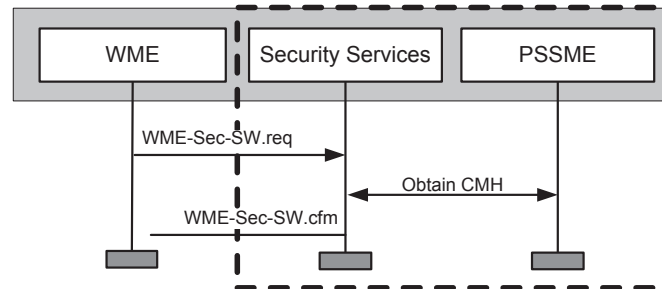 WME
Security Services
PSSME
WME-Sec-SW.req
Obtain CMH
WME-Sec-SW.cfm